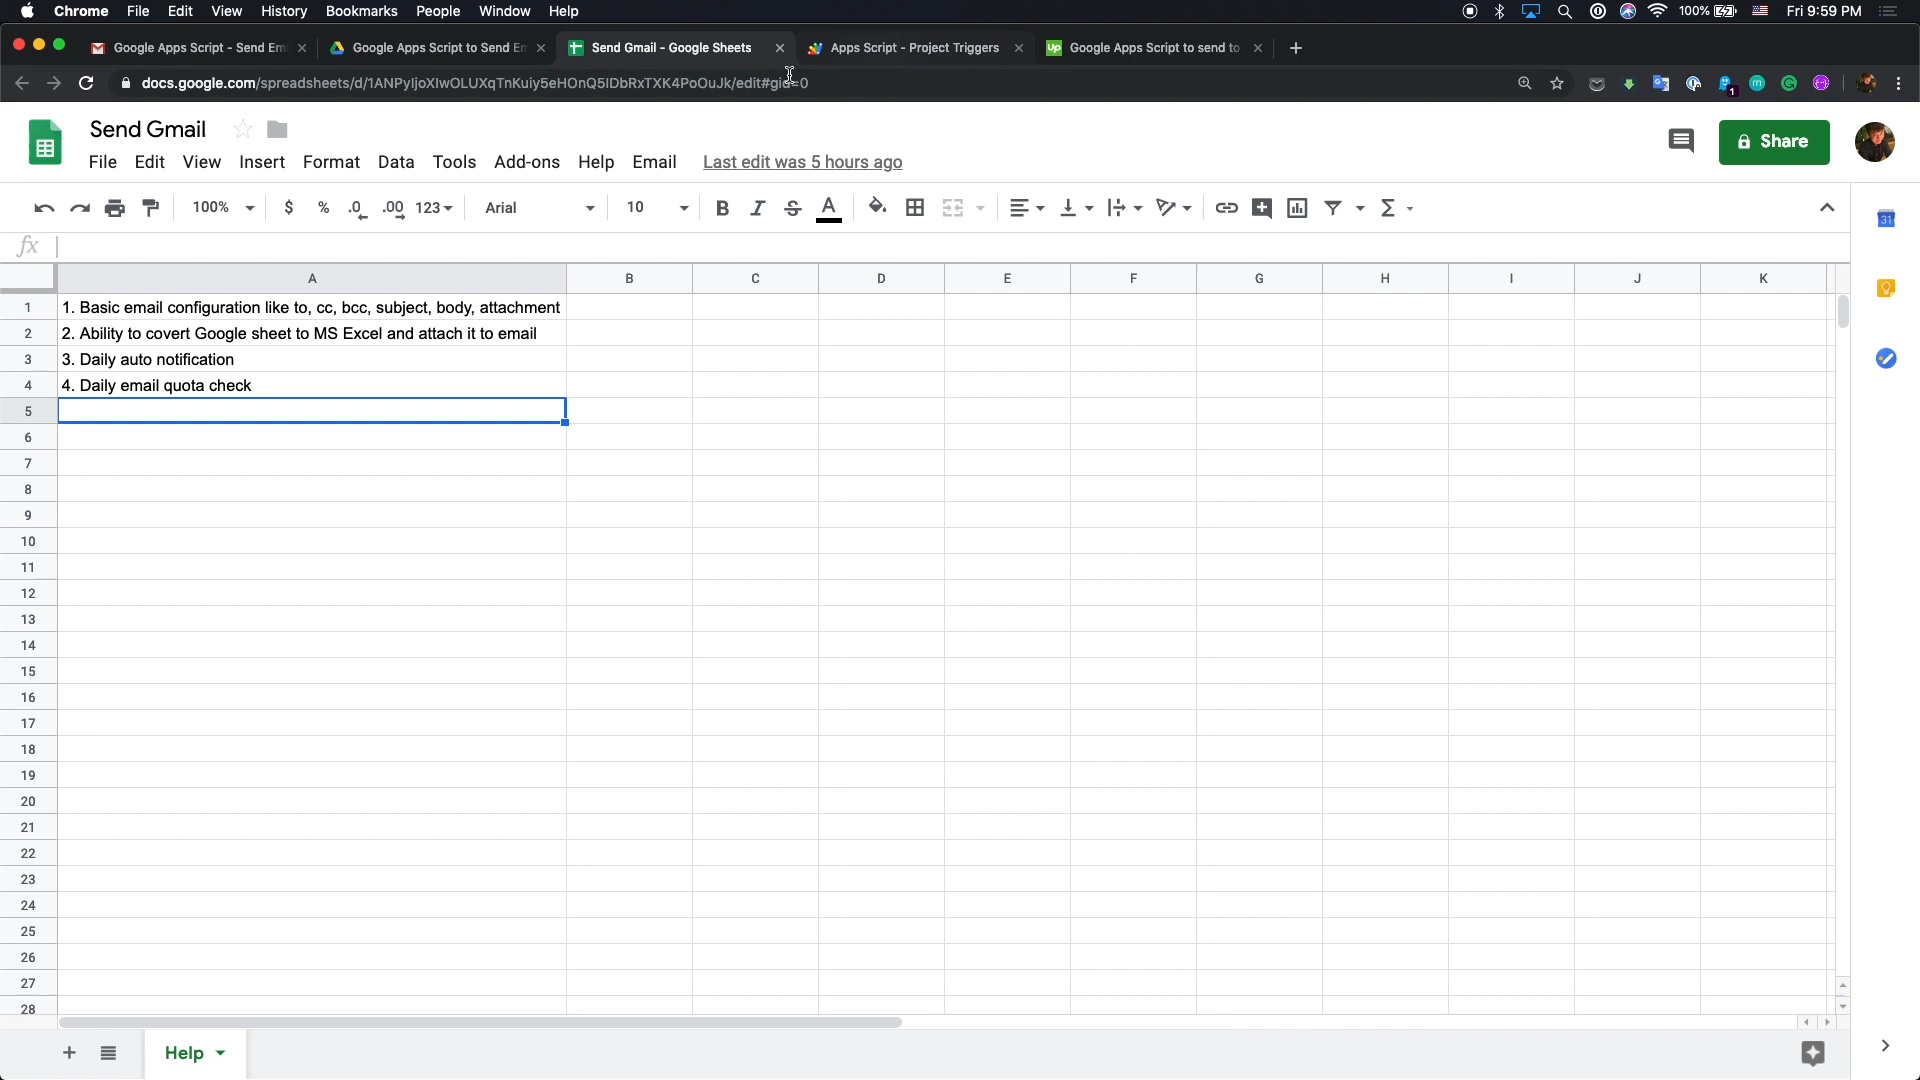 Chrome File Edit View History Bookmarks People Window Help 100% Fri 9:59 PM
Google Apps Script - Send Em Google Apps Script to Send E Send Gmail - Google Sheets Apps Script - Project Triggers Up Google Apps Script to send to
docs.google.com/spreadsheets/d/1ANPyIjoXIwOLUXqTnKuiy5eHOnQ5IDbRxTXK4PoOuJk/edit#gid=0 1 m
Send Gmail
Share
File Edit View Insert Format Data Tools Add-ons Help Email Last edit was 5 hours ago
100% $ % .0 .00 123 Arial 10 B I S A Σ
31
fx
A B C D E F G H I J K
1 1. Basic email configuration like to, cc, bcc, subject, body, attachment
2 2. Ability to covert Google sheet to MS Excel and attach it to email
3 3. Daily auto notification
4 4. Daily email quota check
5
6
7
8
9
10
11
12
13
14
15
16
17
18
19
20
21
22
23
24
25
26
27
28
Help